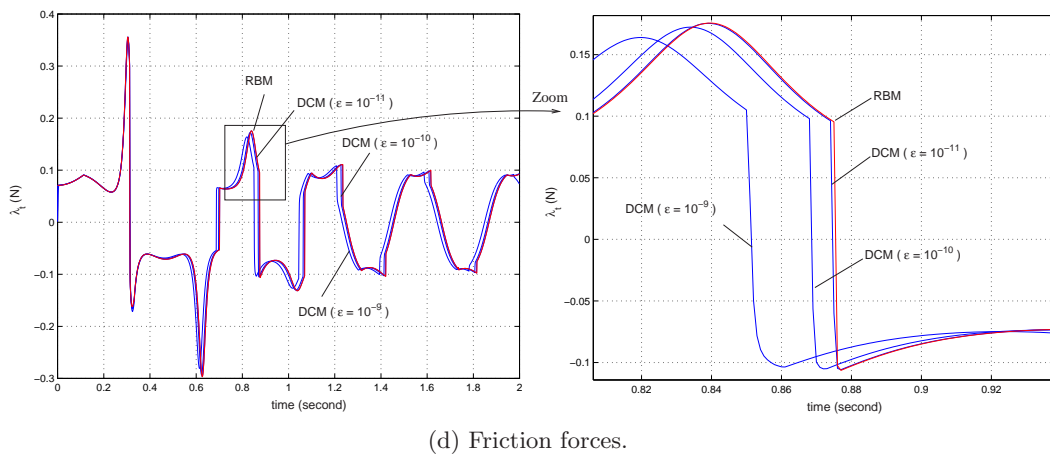 0.4
0.3
0.2
0.1
0
−0.1
−0.2
−0.3
λt (N)
0 0.2 0.4 0.6 0.8 1 1.2 1.4 1.6 1.8 2
time (second)
RBM
DCM ( ε = 10−11)
DCM ( ε = 10−10)
DCM ( ε = 10−9)
Zoom
0.15
0.1
0.05
0
−0.05
−0.1
λt (N)
0.82 0.84 0.86 0.88 0.9 0.92
time (second)
RBM
DCM ( ε = 10−11)
DCM ( ε = 10−9)
DCM ( ε = 10−10)
(d) Friction forces.